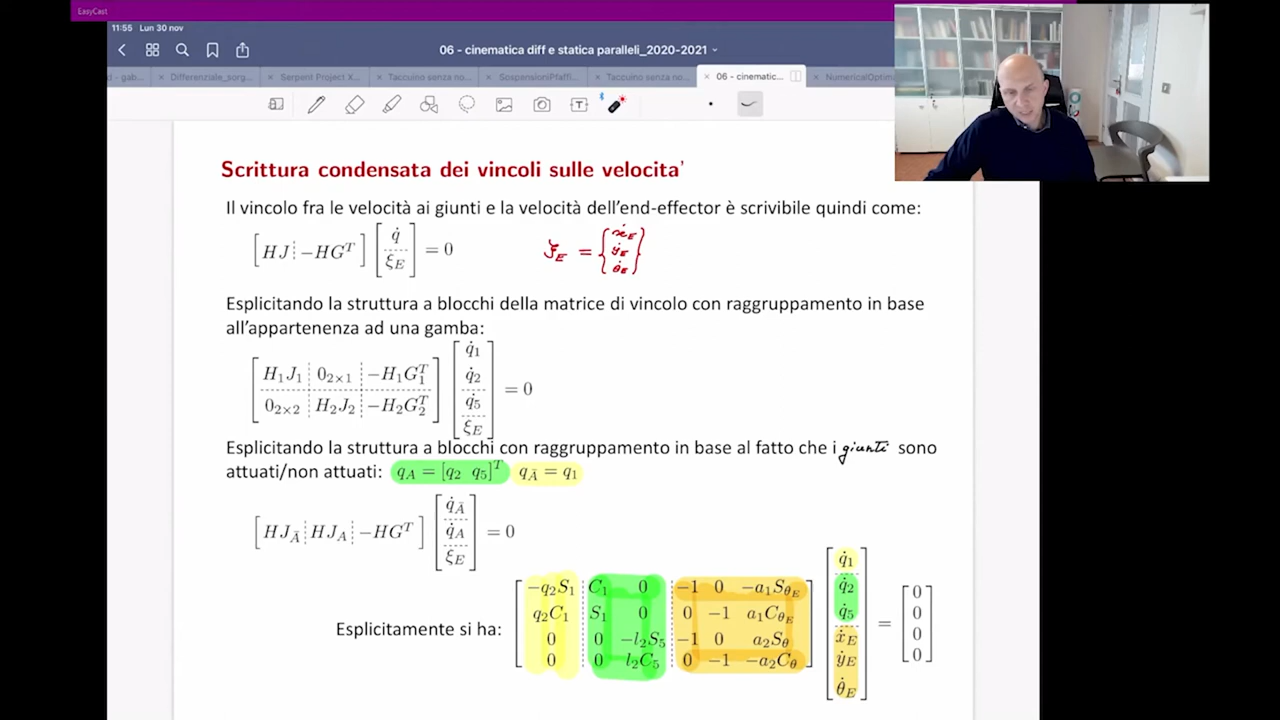 EasyCast
11:55 Lun 30 nov
06 - cinematica diff e statica paralleli_2020-2021
d - gab... × Differenziale_sorg... × Serpent Project X... × Taccuino senza no... × SospensioniPfaffi... × Taccuino senza no... × 06 - cinematic... × NumericalOptima
Scrittura condensata dei vincoli sulle velocita'
Il vincolo fra le velocità ai giunti e la velocità dell'end-effector è scrivibile quindi come:
[HJ ⋮ −HG^T] [q̇ ; ξ_E] = 0    ξ_E = {ẋ_E ; ẏ_E ; θ̇_E}
Esplicitando la struttura a blocchi della matrice di vincolo con raggruppamento in base
all'appartenenza ad una gamba:
[H_1J_1 ⋮ 0_{2×1} ⋮ −H_1G_1^T ; 0_{2×2} ⋮ H_2J_2 ⋮ −H_2G_2^T] [q̇_1 ; q̇_2 ; q̇_5 ; ξ_E] = 0
Esplicitando la struttura a blocchi con raggruppamento in base al fatto che i giunti sono
attuati/non attuati: q_A = [q_2 q_5]^T q_Ā = q_1
[HJ_Ā ⋮ HJ_A ⋮ −HG^T] [q̇_Ā ; q̇_A ; ξ_E] = 0
Esplicitamente si ha:
−q_2S_1 C_1 0 −1 0 −a_1S_{θ_E}
q_2C_1 S_1 0 0 −1 a_1C_{θ_E}
0 0 −l_2S_5 −1 0 a_2S_θ
0 0 l_2C_5 0 −1 −a_2C_θ
[q̇_1 ; q̇_2 ; q̇_5 ; ẋ_E ; ẏ_E ; θ̇_E] = [0 ; 0 ; 0 ; 0]